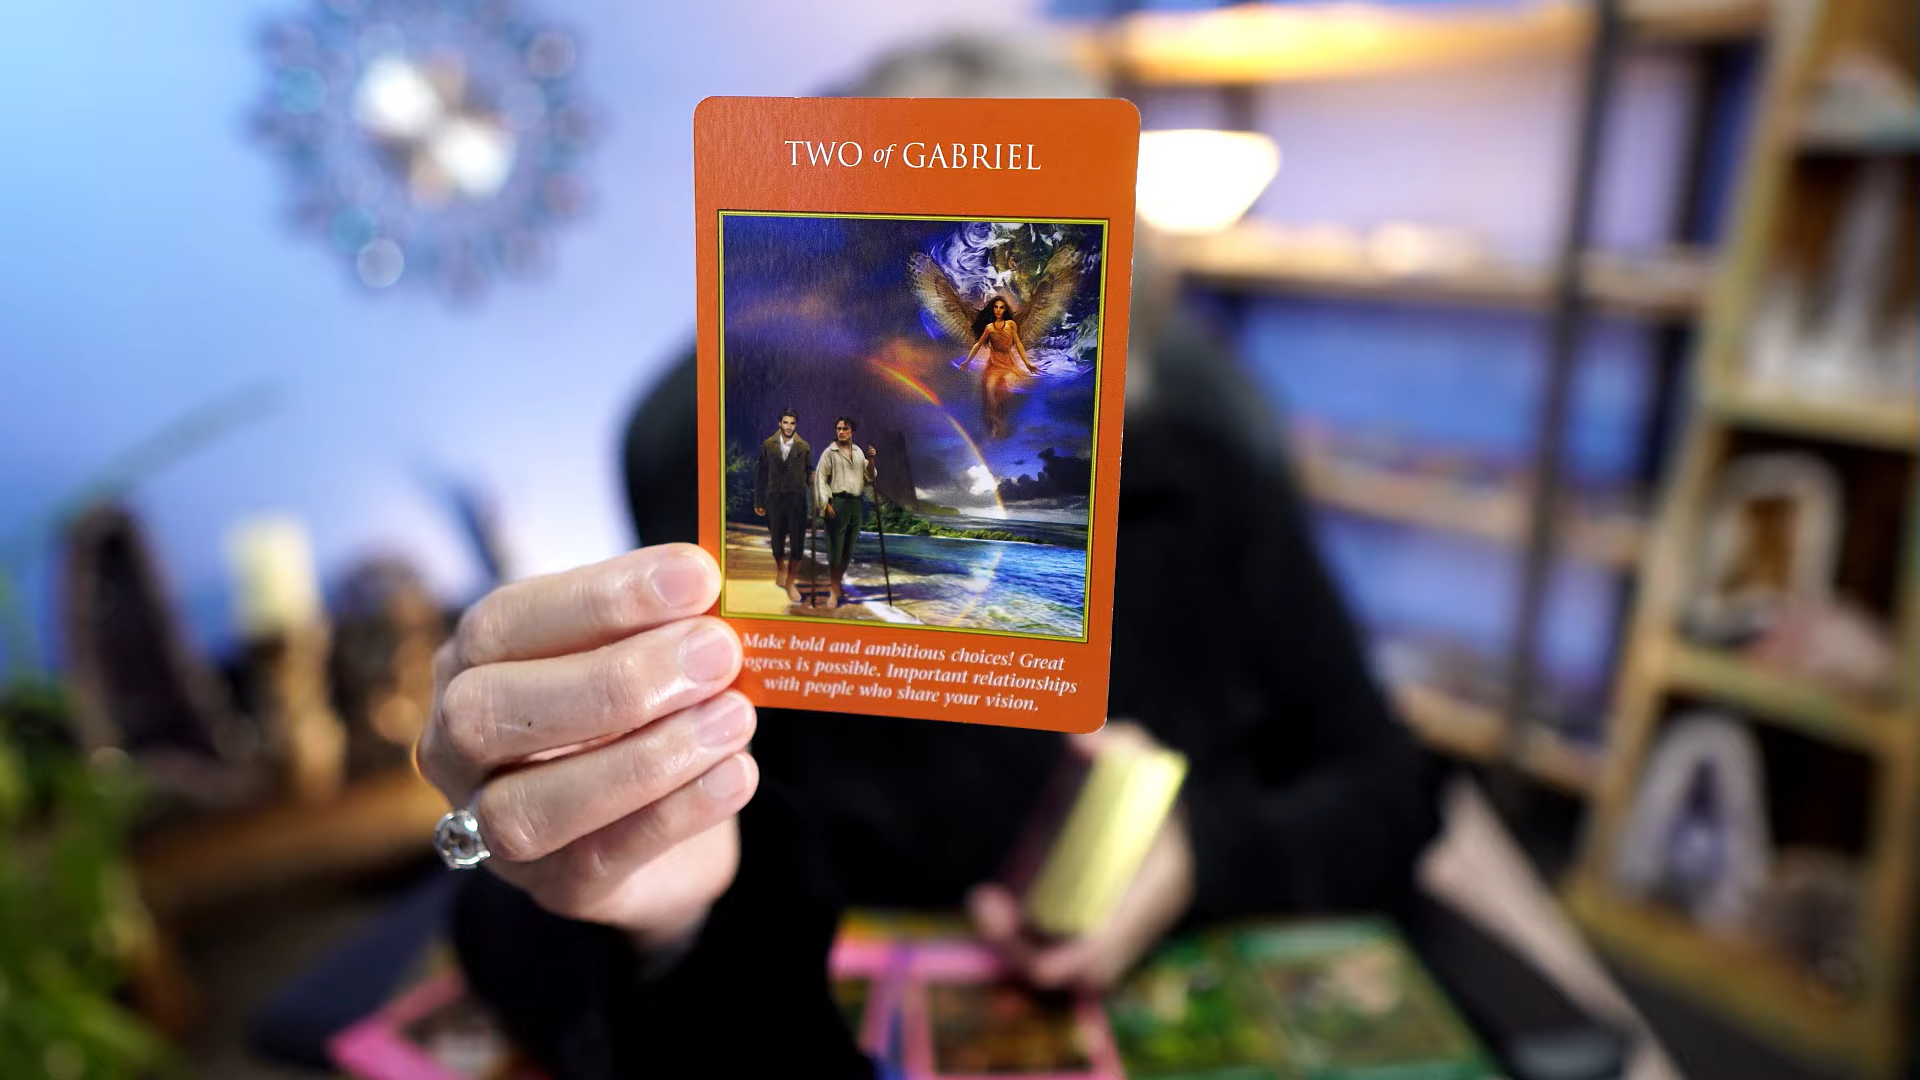 TWO of GABRIEL
Make bold and ambitious choices! Great
ogress is possible. Important relationships
with people who share your vision.